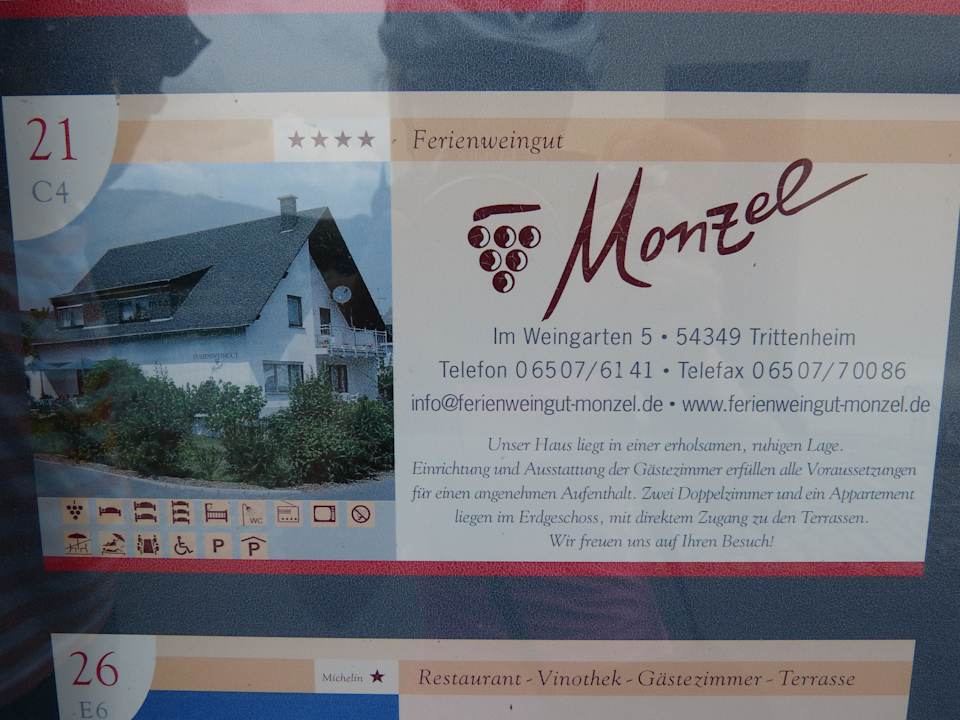 21
C4
★★★★ - Ferienweingut
Monzel
Im Weingarten 5 • 54349 Trittenheim
Telefon 06507/6141 • Telefax 06507/70086
info@ferienweingut-monzel.de • www.ferienweingut-monzel.de
Unser Haus liegt in einer erholsamen, ruhigen Lage.
Einrichtung und Ausstattung der Gästezimmer erfüllen alle Voraussetzungen
für einen angenehmen Aufenthalt. Zwei Doppelzimmer und ein Appartement
liegen im Erdgeschoss, mit direktem Zugang zu den Terrassen.
Wir freuen uns auf Ihren Besuch!
FERIENWEINGUT
WC
P P
26
E6
Michelin ★ Restaurant - Vinothek - Gästezimmer - Terrasse